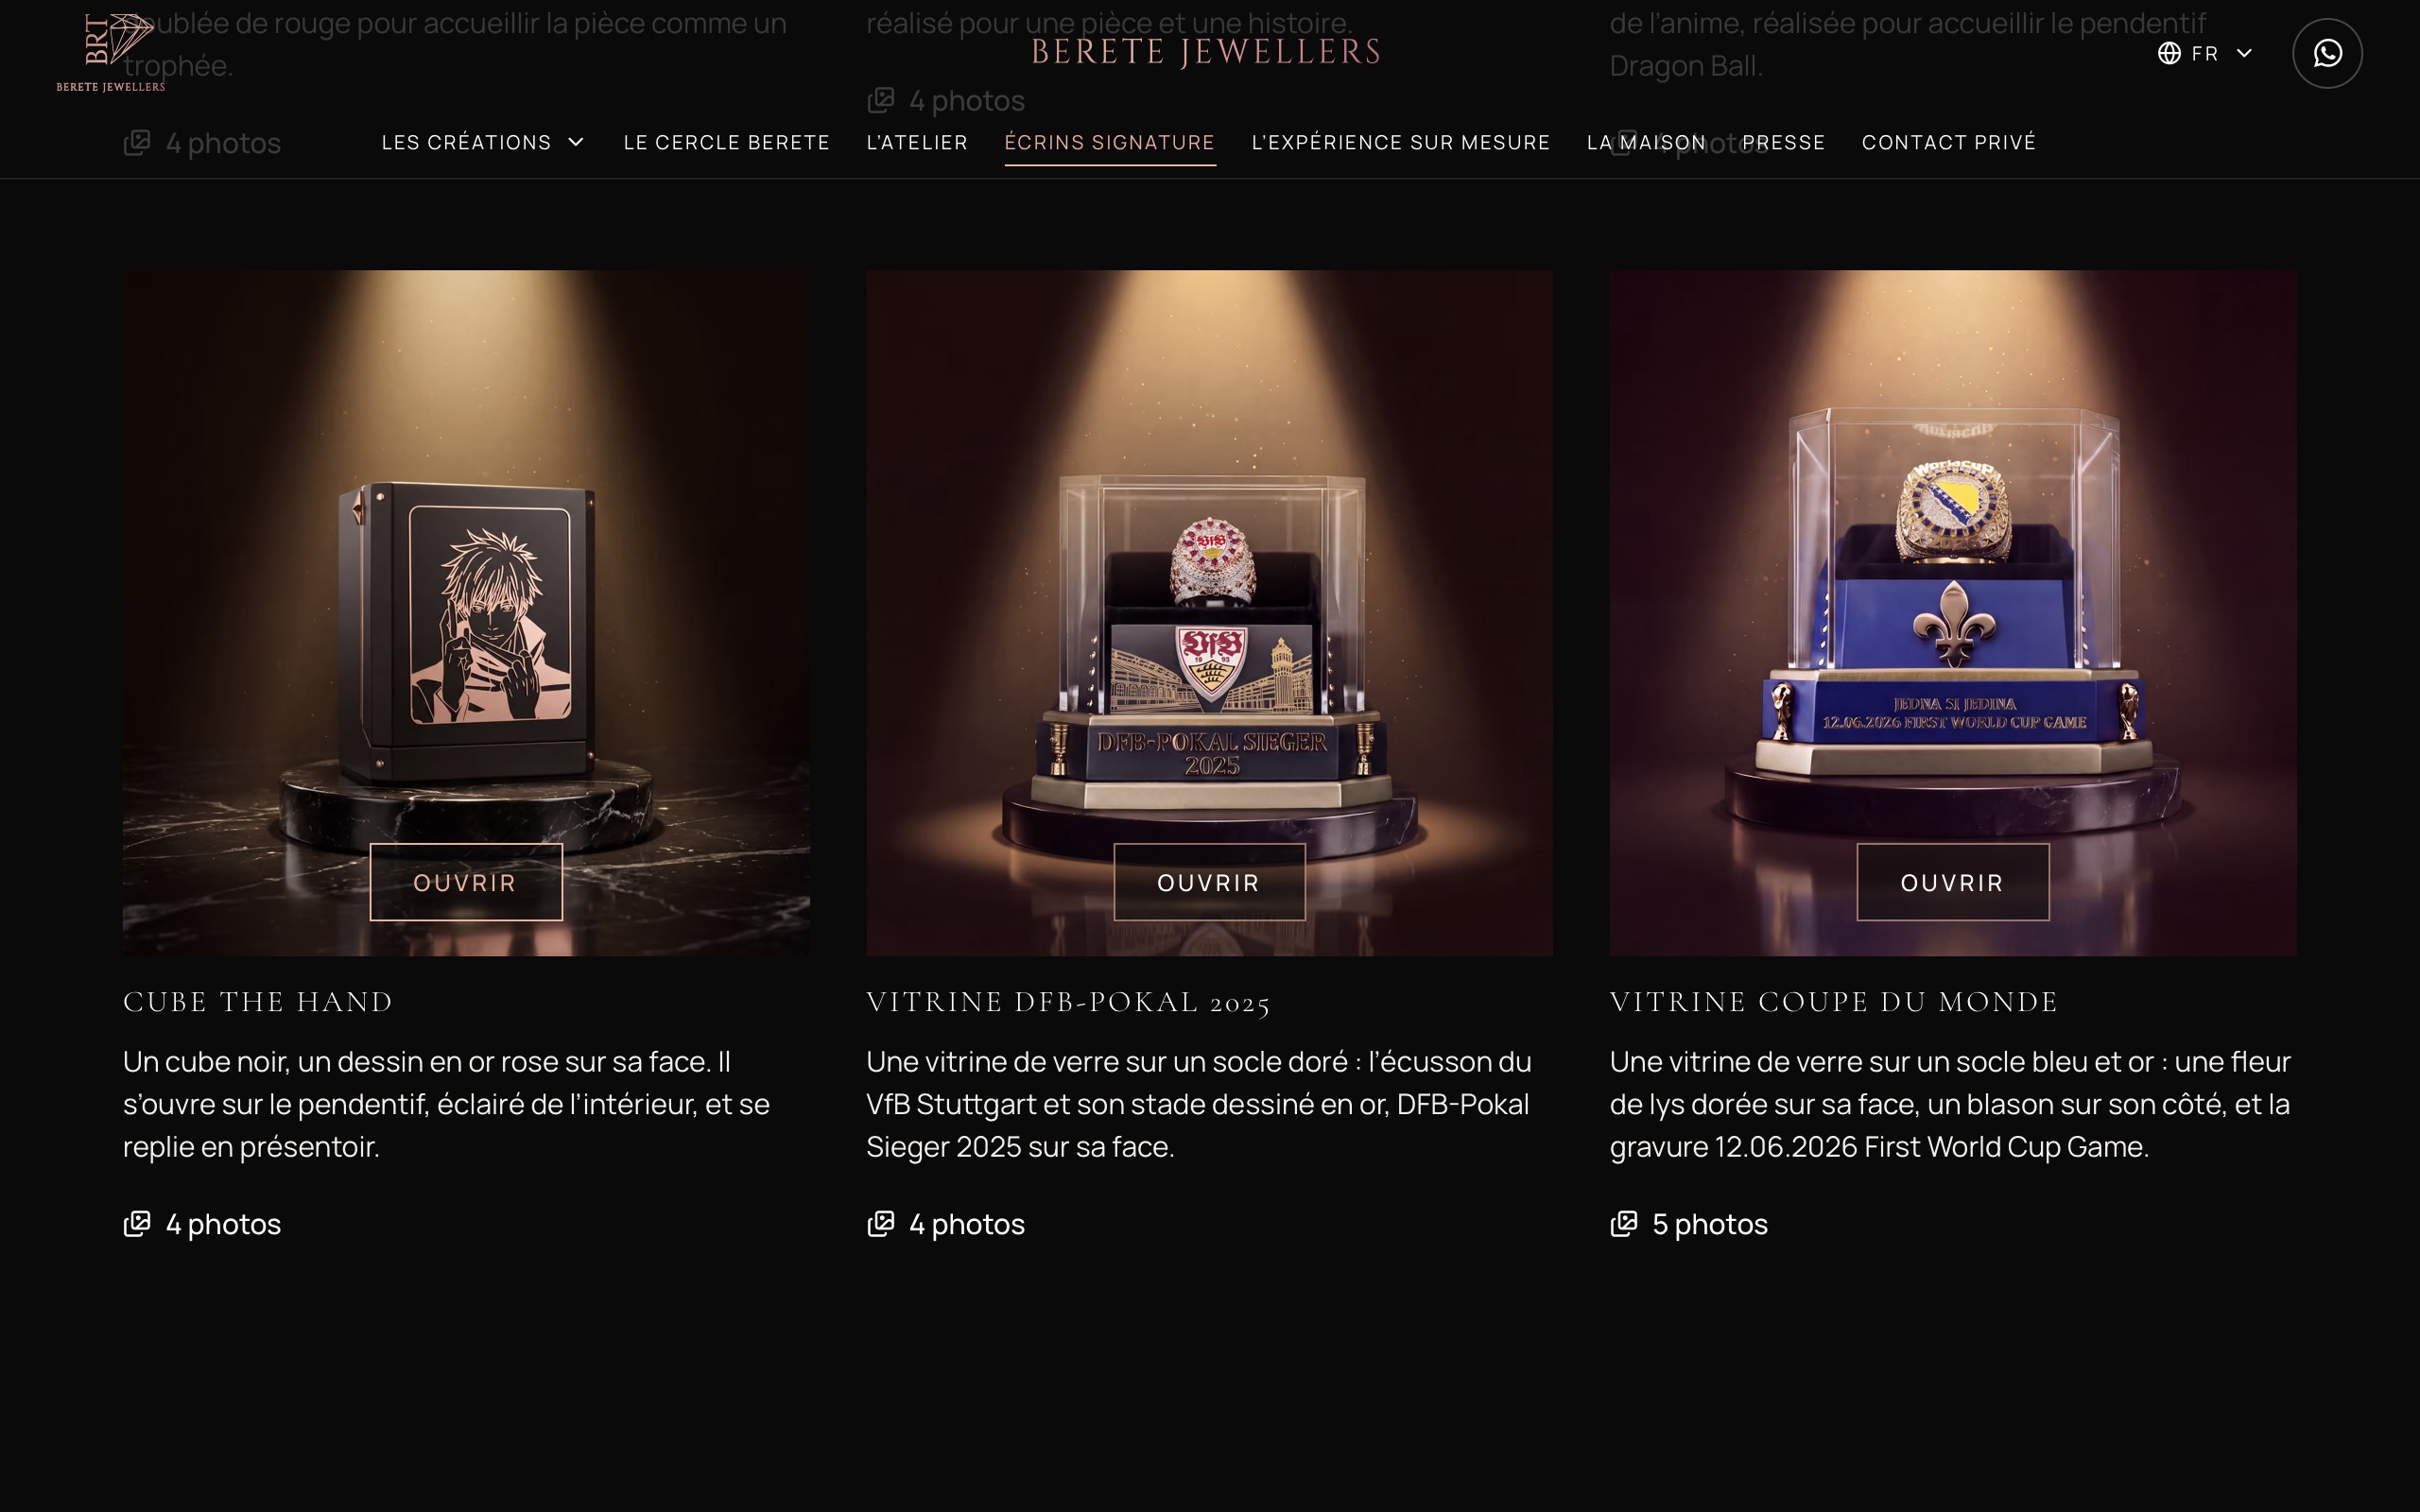 doublée de rouge pour accueillir la pièce comme un
trophée.
4 photos
réalisé pour une pièce et une histoire.
4 photos
de l’anime, réalisée pour accueillir le pendentif
Dragon Ball.
4 photos
BRT
BERETE JEWELLERS
BERETE JEWELLERS
FR
LES CRÉATIONS
LE CERCLE BERETE
L’ATELIER
ÉCRINS SIGNATURE
L’EXPÉRIENCE SUR MESURE
LA MAISON
PRESSE
CONTACT PRIVÉ
OUVRIR
CUBE THE HAND
Un cube noir, un dessin en or rose sur sa face. Il
s’ouvre sur le pendentif, éclairé de l’intérieur, et se
replie en présentoir.
4 photos
VfB
VfB
19 93
DFB-POKAL SIEGER
2025
OUVRIR
VITRINE DFB-POKAL 2025
Une vitrine de verre sur un socle doré : l’écusson du
VfB Stuttgart et son stade dessiné en or, DFB-Pokal
Sieger 2025 sur sa face.
4 photos
WORLDCUP
JEDNA SI JEDINA
12.06.2026 FIRST WORLD CUP GAME
OUVRIR
VITRINE COUPE DU MONDE
Une vitrine de verre sur un socle bleu et or : une fleur
de lys dorée sur sa face, un blason sur son côté, et la
gravure 12.06.2026 First World Cup Game.
5 photos